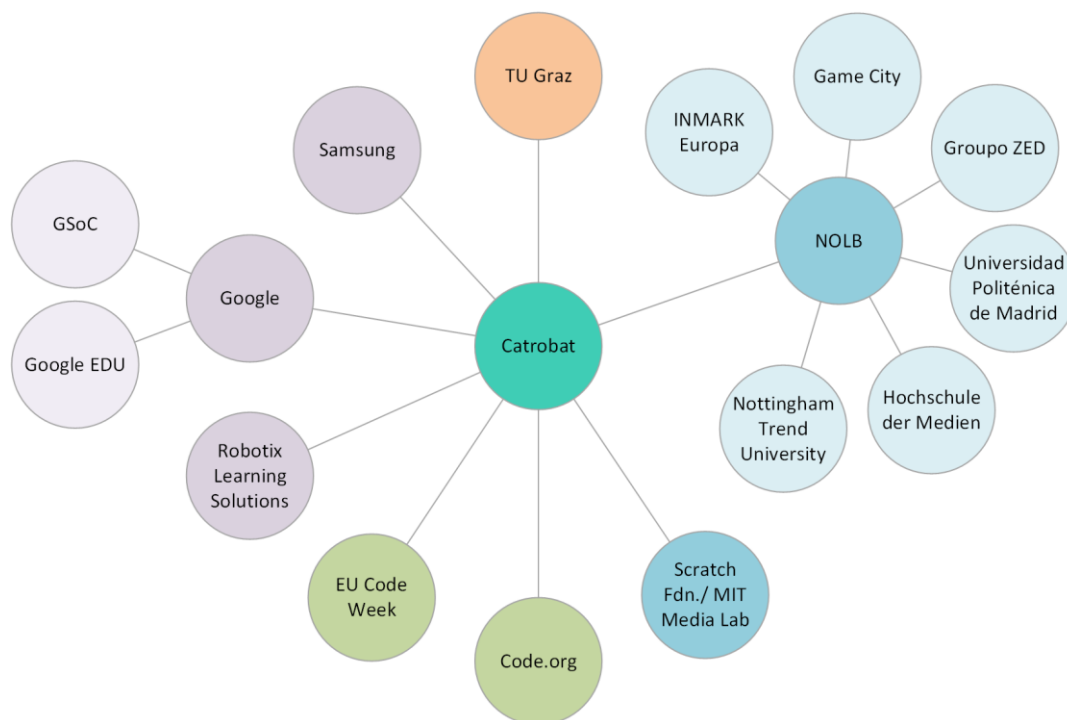 TU Graz
Game City
INMARK
Europa
Samsung
Groupo ZED
GSoC
NOLB
Universidad
Politénica
de Madrid
Google
Catrobat
Google EDU
Hochschule
der Medien
Nottingham
Trend
University
Robotix
Learning
Solutions
EU Code
Week
Scratch
Fdn./ MIT
Media Lab
Code.org